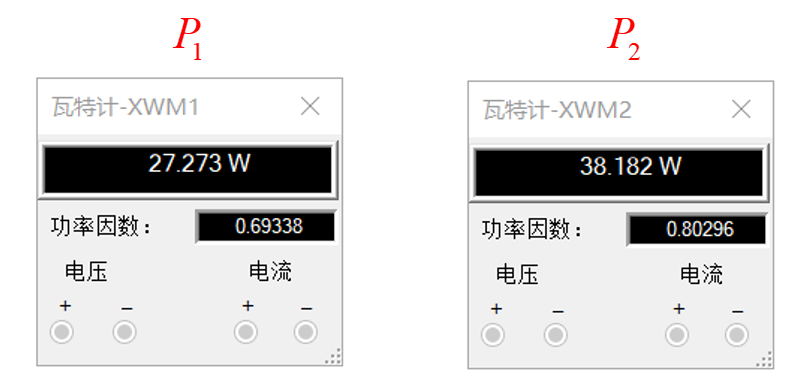 P1
瓦特计-XWM1
27.273 W
功率因数: 0.69338
电压 电流
+ − + −
P2
瓦特计-XWM2
38.182 W
功率因数: 0.80296
电压 电流
+ − + −